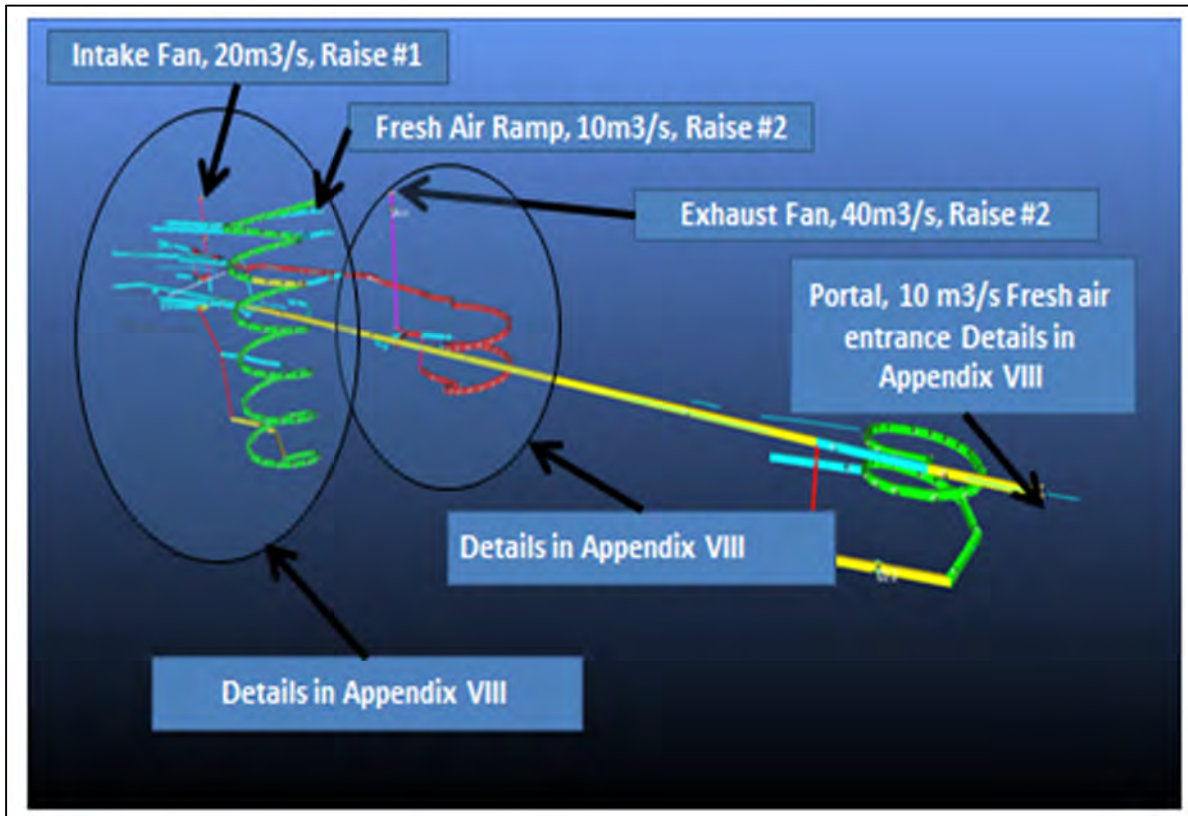 Intake Fan, 20m3/s, Raise #1
Fresh Air Ramp, 10m3/s, Raise #2
Exhaust Fan, 40m3/s, Raise #2
Portal, 10 m3/s Fresh air
entrance Details in
Appendix VIII
Details in Appendix VIII
Details in Appendix VIII